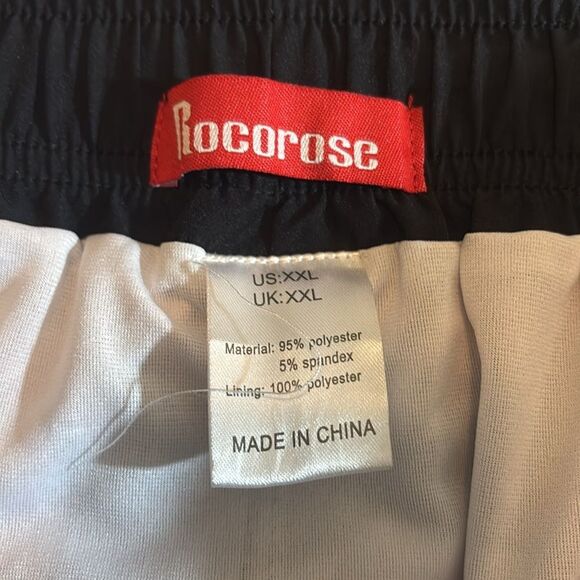 Rocorose
US:XXL
UK:XXL
Material: 95% polyester
5% spandex
Lining: 100% polyester
MADE IN CHINA